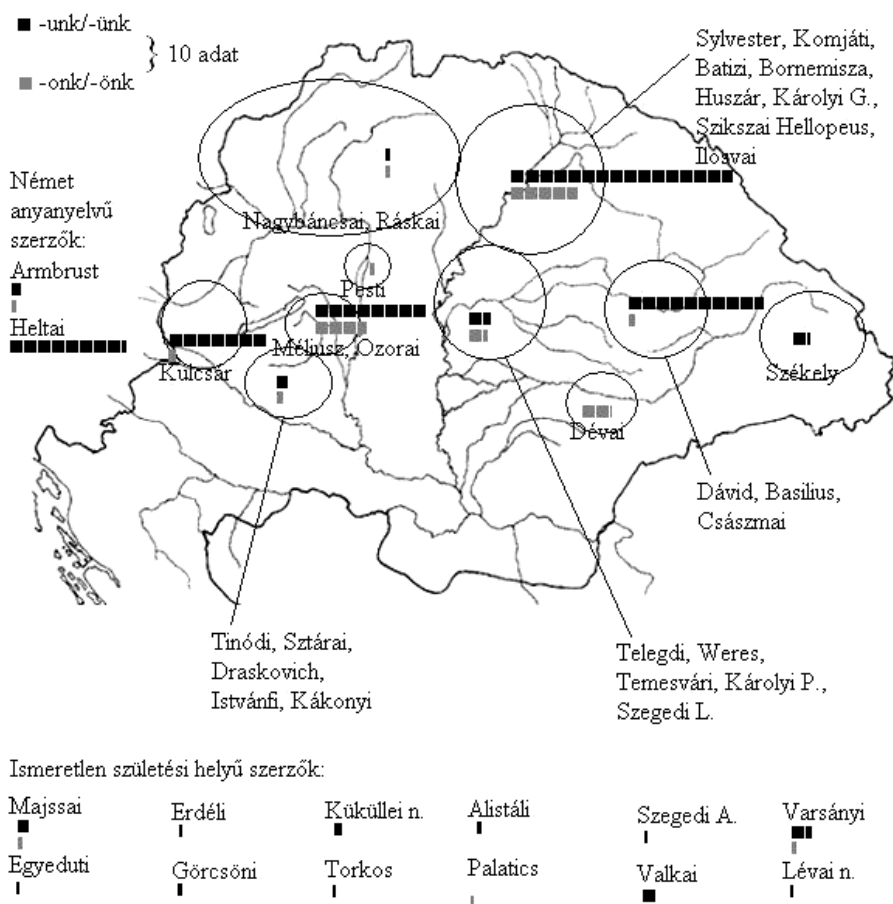 -unk/-ünk
} 10 adat
-onk/-önk
Sylvester, Komjáti,
Batizi, Bornemisza,
Huszár, Károlyi G.,
Szikszai Hellopeus,
Ilosvai
Német
anyanyelvű
szerzők:
Armbrust
Heltai
Nagybáncsai, Ráskai
Pesti
Méliusz, Ozorai
Kulcsár
Székely
Dévai
Dávid, Basilius,
Császmai
Tinódi, Sztárai,
Draskovich,
Istvánfi, Kákonyi
Telegdi, Weres,
Temesvári, Károlyi P.,
Szegedi L.
Ismeretlen születési helyű szerzők:
Majssai Erdéli Küküllei n. Alistáli Szegedi A. Varsányi
Egyeduti Görcsöni Torkos Palatics Valkai Lévai n.